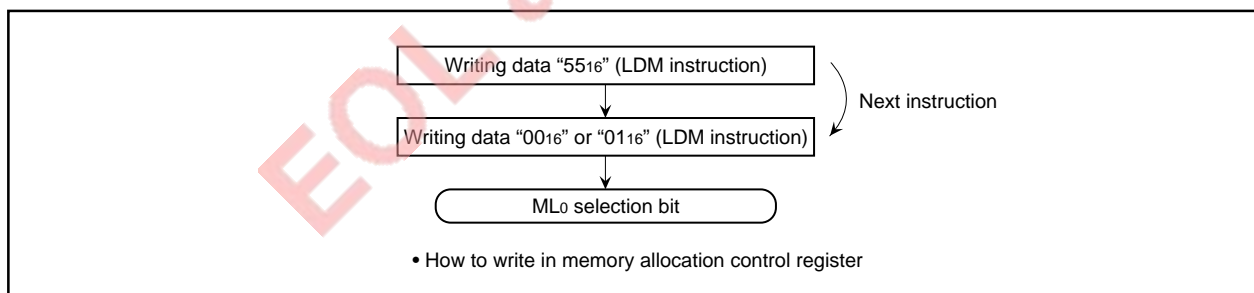 Writing data “5516” (LDM instruction)
Next instruction
Writing data “0016” or “0116” (LDM instruction)
ML0 selection bit
• How to write in memory allocation control register
EOL